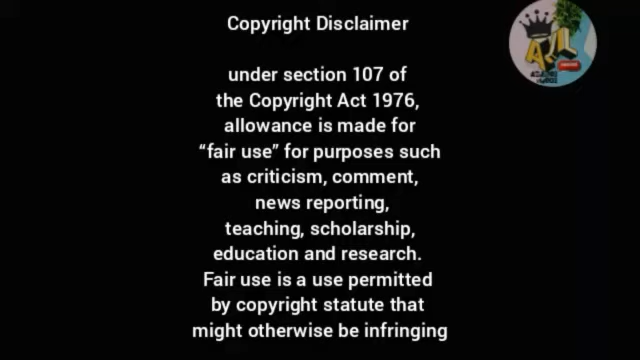 Copyright Disclaimer
under section 107 of
the Copyright Act 1976,
allowance is made for
“fair use” for purposes such
as criticism, comment,
news reporting,
teaching, scholarship,
education and research.
Fair use is a use permitted
by copyright statute that
might otherwise be infringing